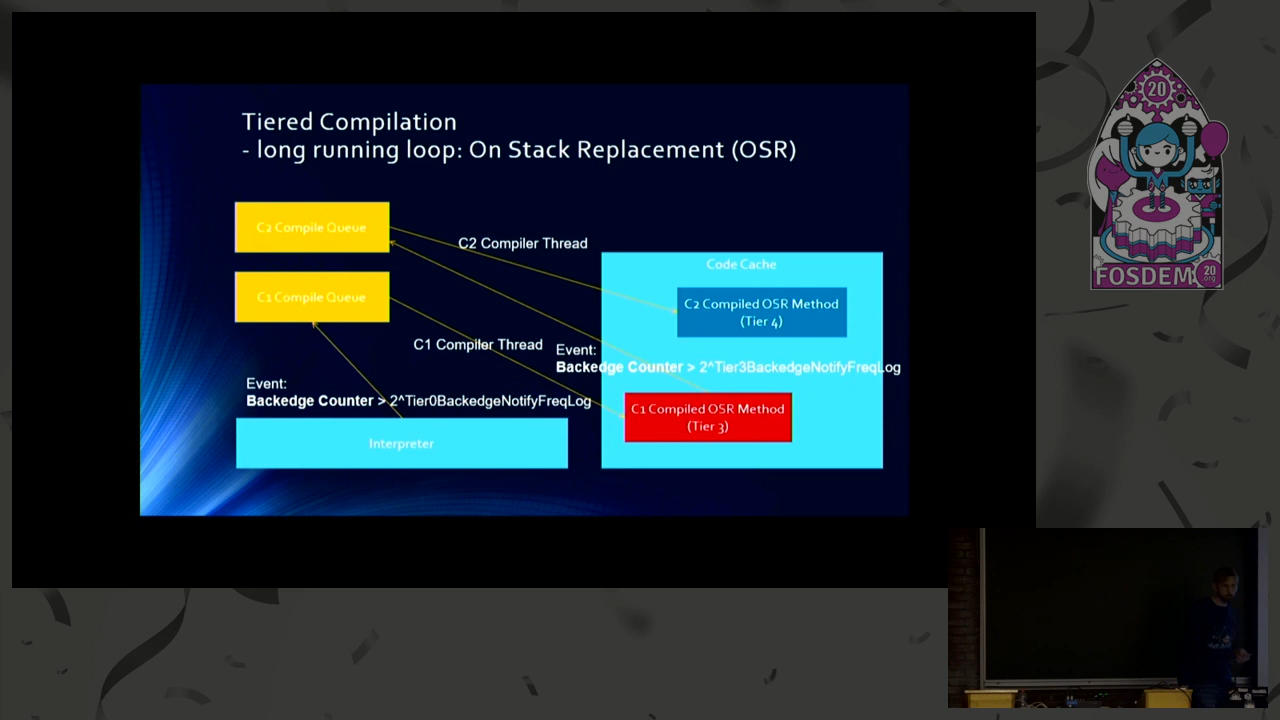 Tiered Compilation
- long running loop: On Stack Replacement (OSR)
C2 Compile Queue
C2 Compiler Thread
Code Cache
C1 Compile Queue
C2 Compiled OSR Method
(Tier 4)
C1 Compiler Thread
Event:
Backedge Counter > 2^Tier3BackedgeNotifyFreqLog
Event:
Backedge Counter > 2^Tier0BackedgeNotifyFreqLog
C1 Compiled OSR Method
(Tier 3)
Interpreter
20
FOSDEM
20
.org